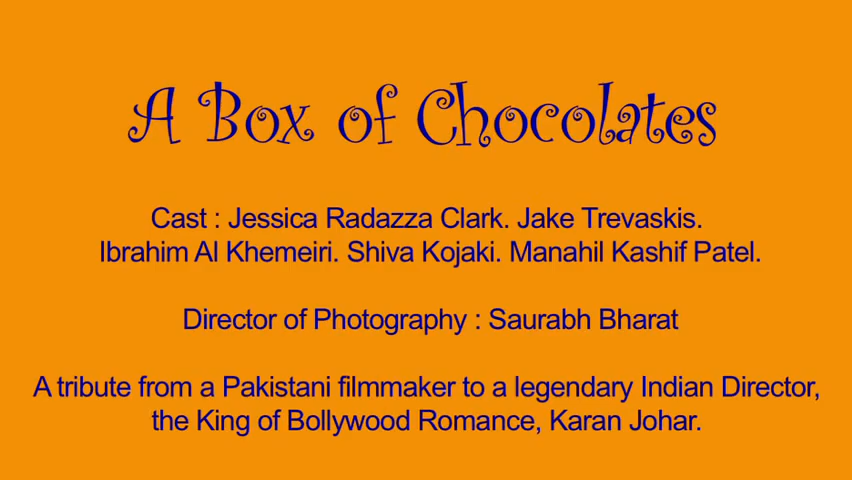 A Box of Chocolates
Cast : Jessica Radazza Clark. Jake Trevaskis.
Ibrahim Al Khemeiri. Shiva Kojaki. Manahil Kashif Patel.
Director of Photography : Saurabh Bharat
A tribute from a Pakistani filmmaker to a legendary Indian Director,
the King of Bollywood Romance, Karan Johar.